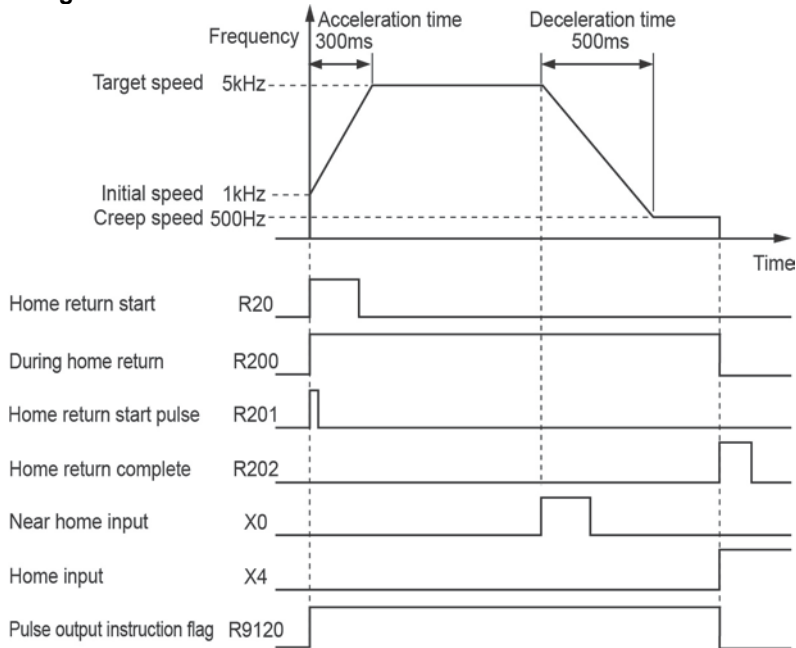 Frequency
Acceleration time
300ms
Deceleration time
500ms
Target speed 5kHz
Initial speed 1kHz
Creep speed 500Hz
Time
Home return start R20
During home return R200
Home return start pulse R201
Home return complete R202
Near home input X0
Home input X4
Pulse output instruction flag R9120